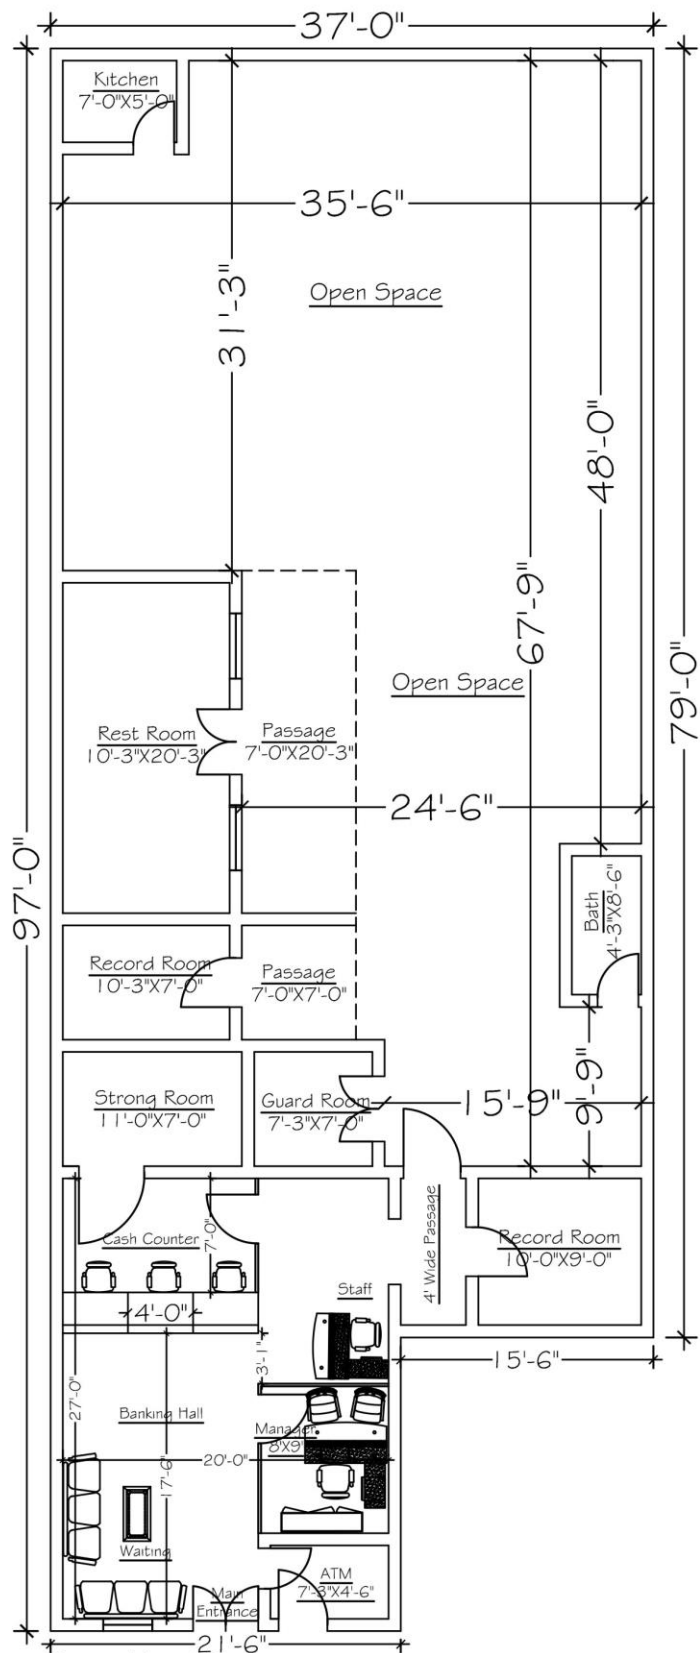 37'-0"
Kitchen
7'-0"X5'-0"
35'-6"
Open Space
31'-3"
48'-0"
67'-9"
Open Space
79'-0"
Rest Room
10'-3"X20'-3"
Passage
7'-0"X20'-3"
24'-6"
97'-0"
Bath
4'-3"X8'-6"
Record Room
10'-3"X7'-0"
Passage
7'-0"X7'-0"
9'-9"
Strong Room
11'-0"X7'-0"
Guard Room
7'-3"X7'-0"
15'-9"
Cash Counter
7'-0"
4' Wide Passage
Record Room
10'-0"X9'-0"
Staff
4'-0"
3'-1"
15'-6"
27'-0"
Banking Hall
Manager
8'X9'
20'-0"
17'-6"
Waiting
ATM
7'-3"X4'-6"
Main
Entrance
21'-6"